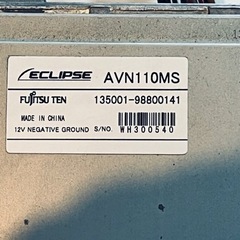 ECLIPSE AVN110MS
FUJITSU TEN 135001-98800141
MADE IN CHINA
12V NEGATIVE GROUND S/NO. WH300540